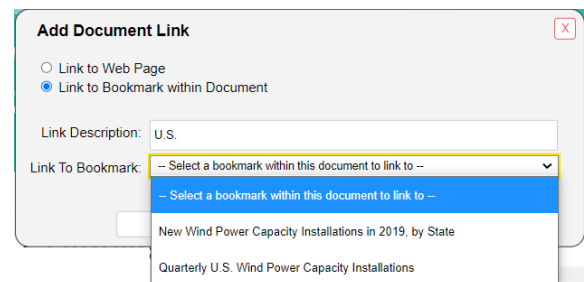 Add Document Link
X
Link to Web Page
Link to Bookmark within Document
Link Description: U.S.
Link To Bookmark: -- Select a bookmark within this document to link to --
-- Select a bookmark within this document to link to --
New Wind Power Capacity Installations in 2019, by State
Quarterly U.S. Wind Power Capacity Installations